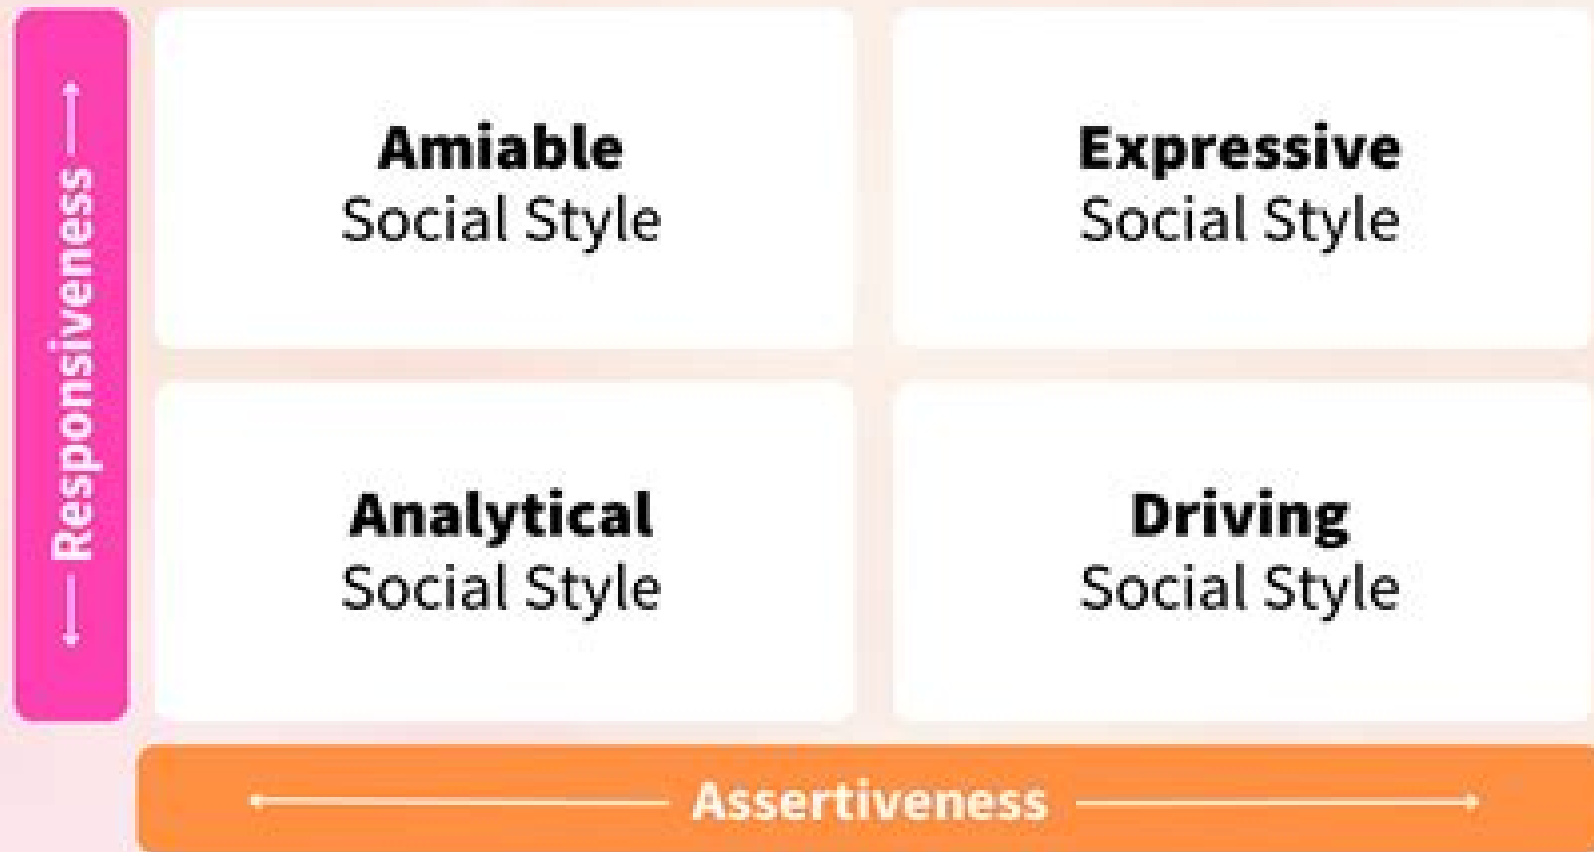 Responsiveness
Amiable
Social Style
Expressive
Social Style
Analytical
Social Style
Driving
Social Style
Assertiveness